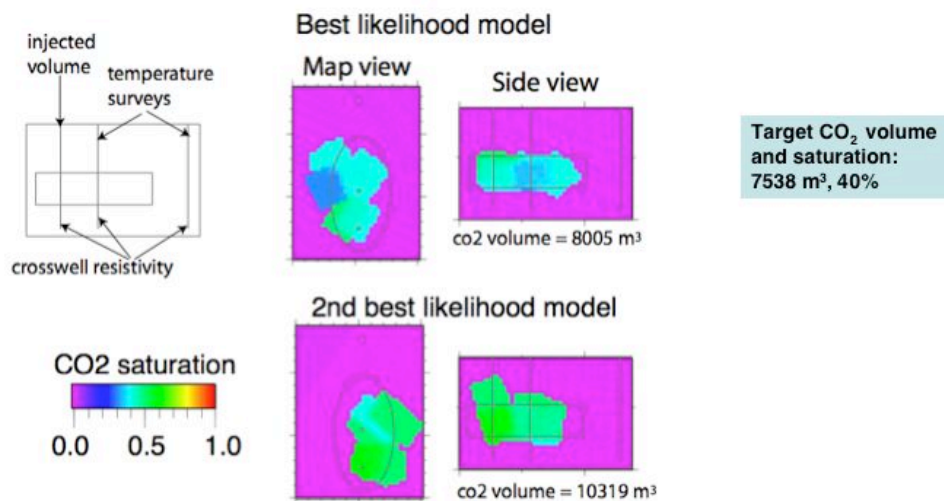 Best likelihood model
injected
volume
temperature
surveys
crosswell resistivity
Map view
Side view
co2 volume = 8005 m³
Target CO₂ volume
and saturation:
7538 m³, 40%
2nd best likelihood model
CO2 saturation
0.0 0.5 1.0
co2 volume = 10319 m³